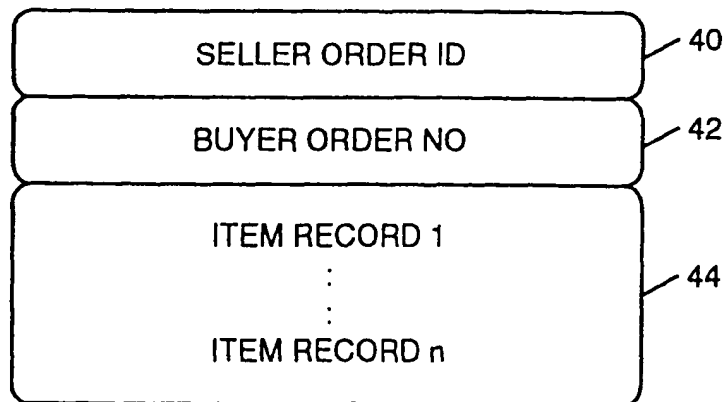 SELLER ORDER ID
40
BUYER ORDER NO
42
ITEM RECORD 1
44
ITEM RECORD n